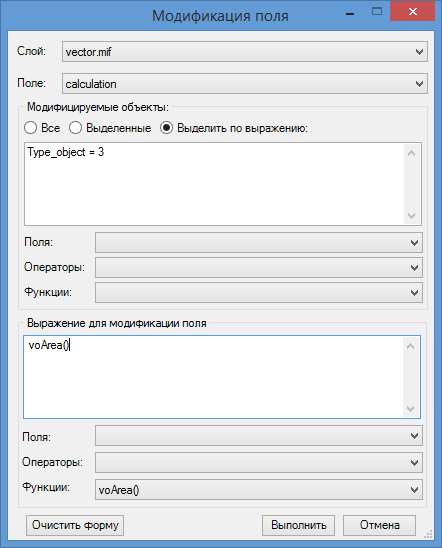 Модификация поля
Слой: vector.mif
Поле: calculation
Модифицируемые объекты:
Все Выделенные Выделить по выражению:
Type_object = 3
Поля:
Операторы:
Функции:
Выражение для модификации поля
voArea()
Поля:
Операторы:
Функции: voArea()
Очистить форму Выполнить Отмена